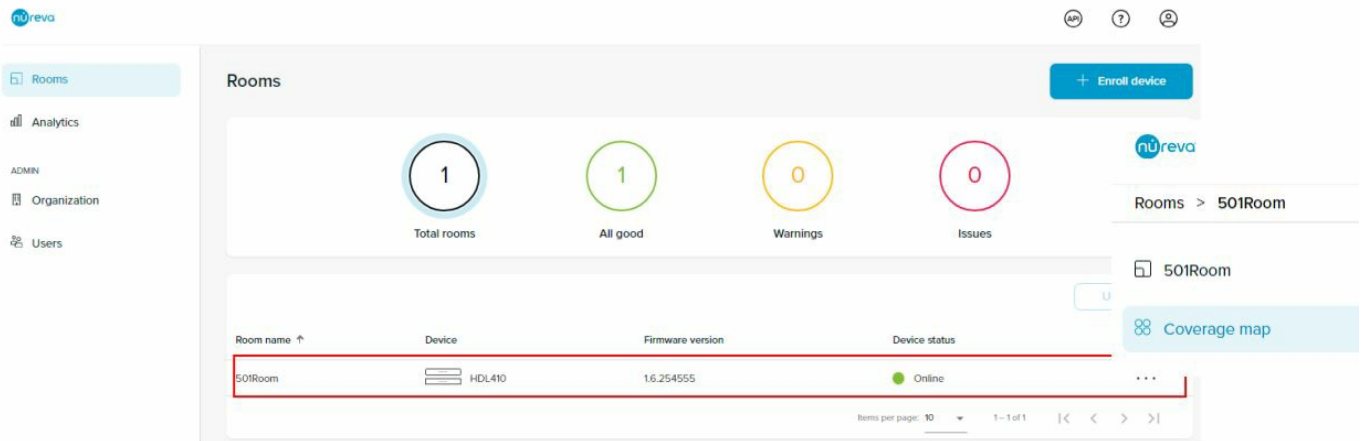 nureva
API ?
Rooms
Analytics
ADMIN
Organization
Users
Rooms
+ Enroll device
1 1 0 0
Total rooms All good Warnings Issues
U
Room name ↑ Device Firmware version Device status
501Room HDL410 1.6.254555 Online ...
Items per page: 10 1 – 1 of 1 |< < > >|
nureva
Rooms > 501Room
501Room
Coverage map